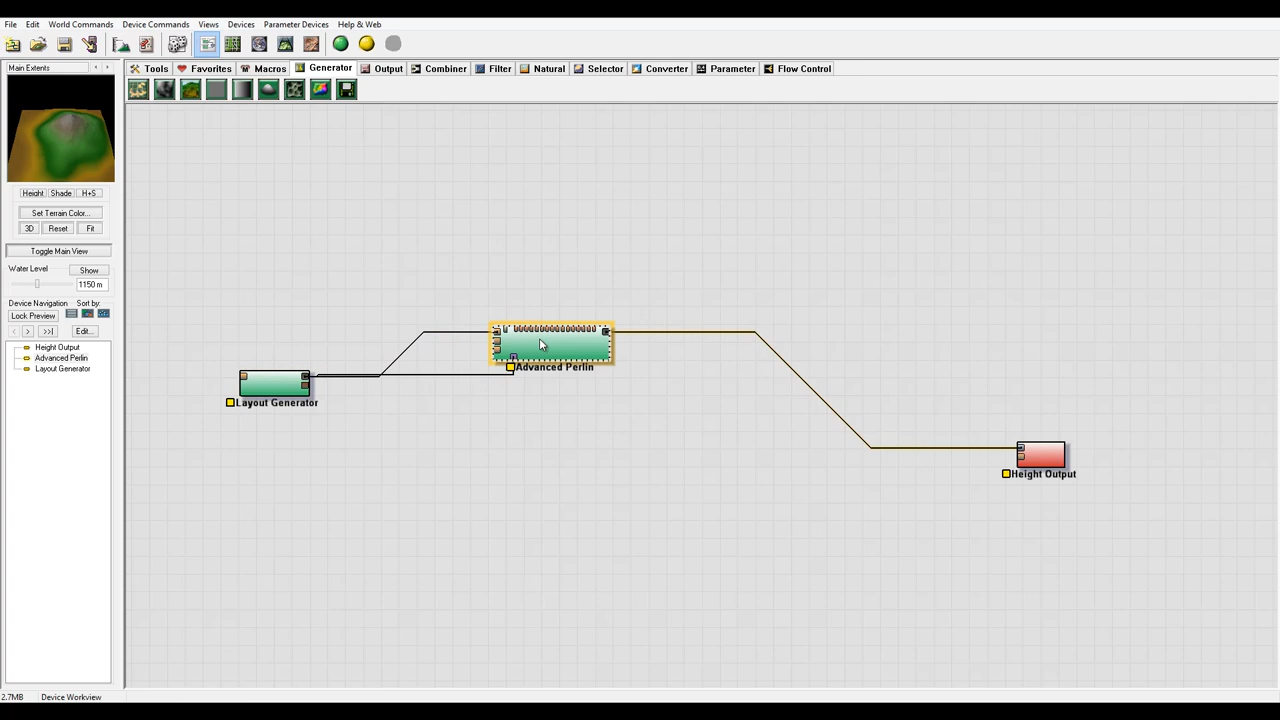 File Edit World Commands Device Commands Views Devices Parameter Devices Help & Web
Main Extents
Tools Favorites Macros Generator Output Combiner Filter Natural Selector Converter Parameter Flow Control
Height Shade H+S
Set Terrain Color...
3D Reset Fit
Toggle Main View
Water Level Show
1150 m
Device Navigation Sort by:
Lock Preview
< > >>| Edit...
Height Output
Advanced Perlin
Layout Generator
Advanced Perlin
Layout Generator
Height Output
2.7MB Device Workview